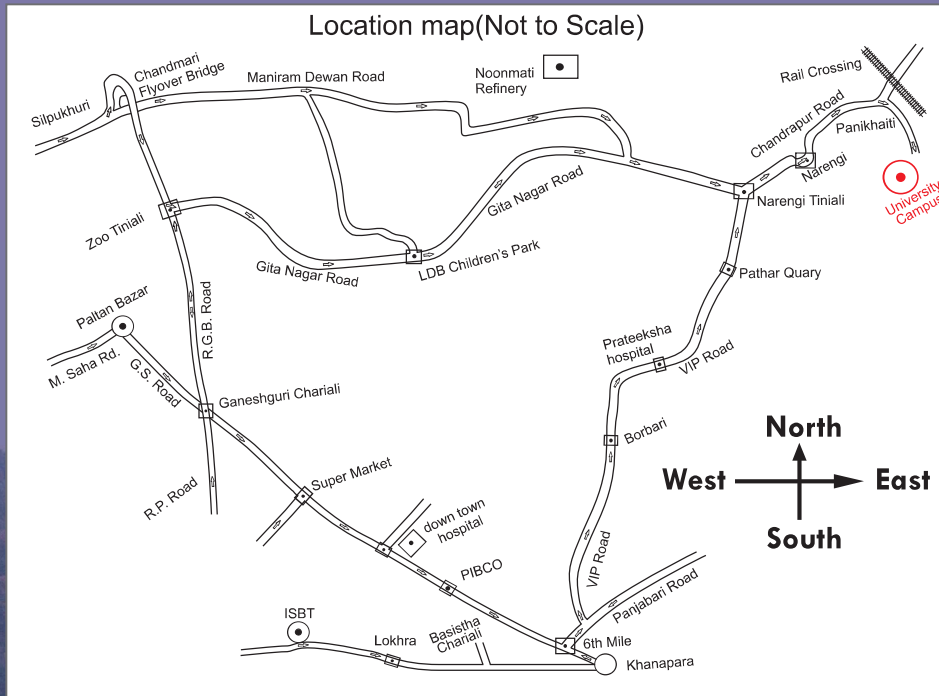 Location map(Not to Scale)
Chandmari
Flyover Bridge
Maniram Dewan Road
Noonmati
Refinery
Rail Crossing
Silpukhuri
Chandrapur Road
Panikhaiti
Narengi
University
Campus
Zoo Tiniali
Gita Nagar Road
Narengi Tiniali
Gita Nagar Road
LDB Children's Park
Pathar Quary
Paltan Bazar
R.G.B. Road
M. Saha Rd.
G.S. Road
Prateeksha
hospital
VIP Road
Ganeshguri Chariali
Borbari
North
West
East
South
Super Market
R.P. Road
down town
hospital
PIBCO
VIP Road
Panjabari Road
ISBT
Lokhra
Basistha
Chariali
6th Mile
Khanapara